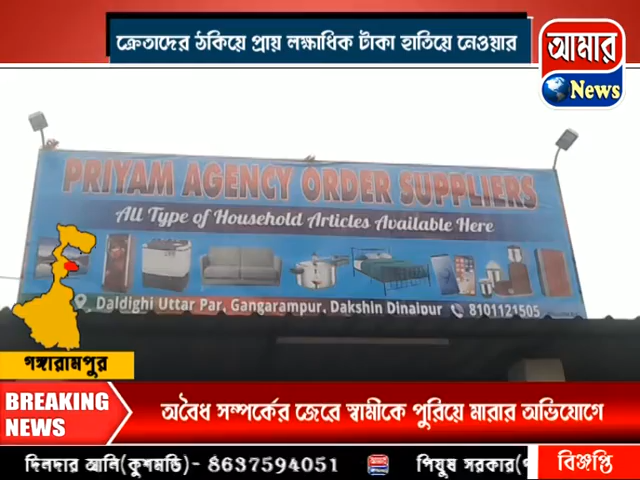 ক্রেতাদের ঠকিয়ে প্রায় লক্ষাধিক টাকা হাতিয়ে নেওয়ার
আমার
News
PRIYAM AGENCY ORDER SUPPLIERS
All Type of Household Articles Available Here
Daldighi Uttar Par, Gangarampur, Dakshin Dinajpur 8101121505
গঙ্গারামপুর
BREAKING NEWS
অবৈধ সম্পর্কের জেরে স্বামীকে পুরিয়ে মারার অভিযোগে
দিলদার আলি(কুশমন্ডি)- 8637594051 পিযুষ সরকার(
বিজ্ঞপ্তি